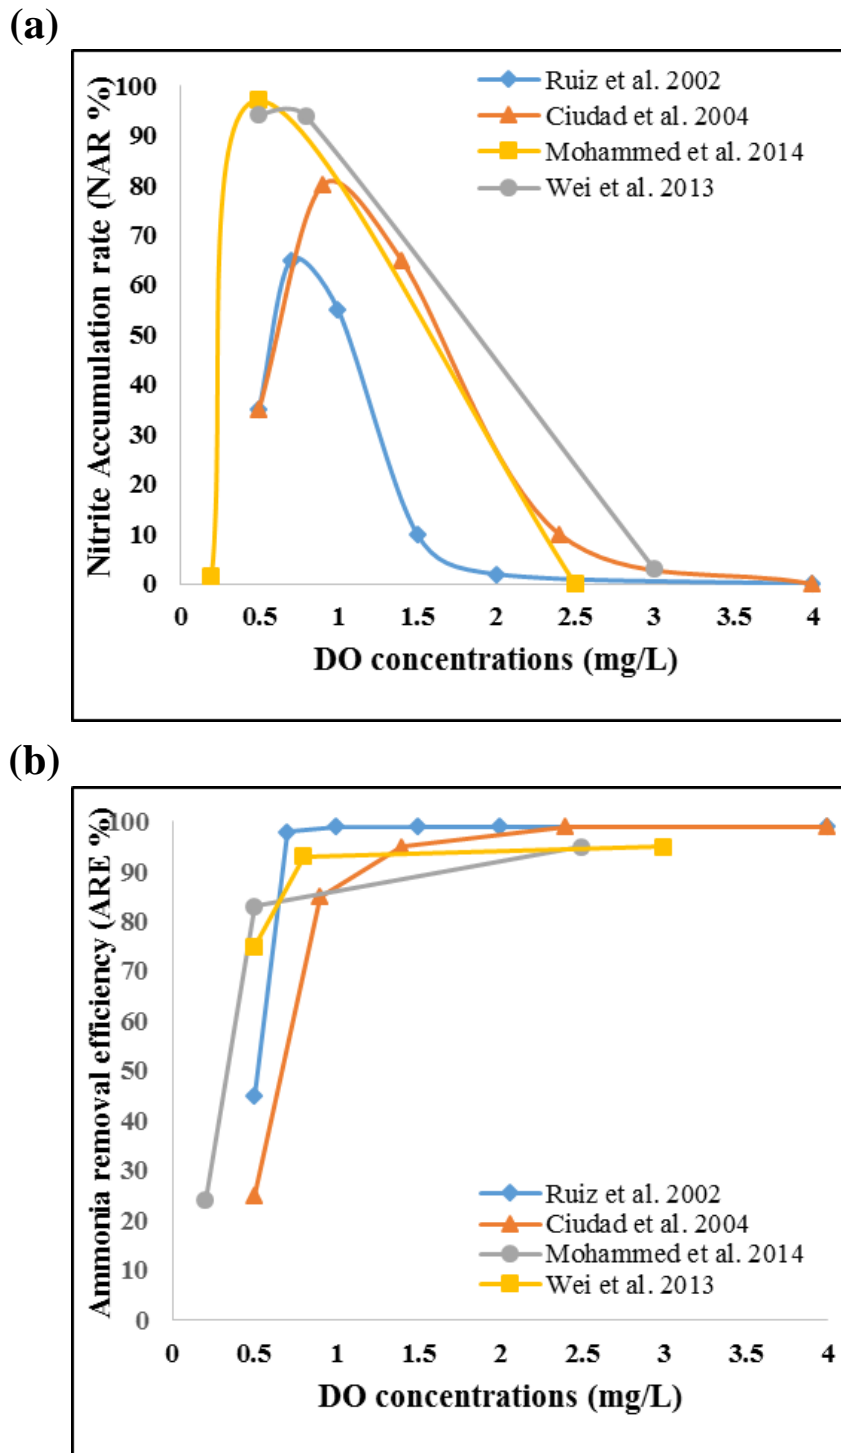 (a)
Nitrite Accumulation rate (NAR %)
100
90
80
70
60
50
40
30
20
10
0
Ruiz et al. 2002
Ciudad et al. 2004
Mohammed et al. 2014
Wei et al. 2013
0 0.5 1 1.5 2 2.5 3 3.5 4
DO concentrations (mg/L)
(b)
Ammonia removal efficiency (ARE %)
100
90
80
70
60
50
40
30
20
10
0
Ruiz et al. 2002
Ciudad et al. 2004
Mohammed et al. 2014
Wei et al. 2013
0 0.5 1 1.5 2 2.5 3 3.5 4
DO concentrations (mg/L)